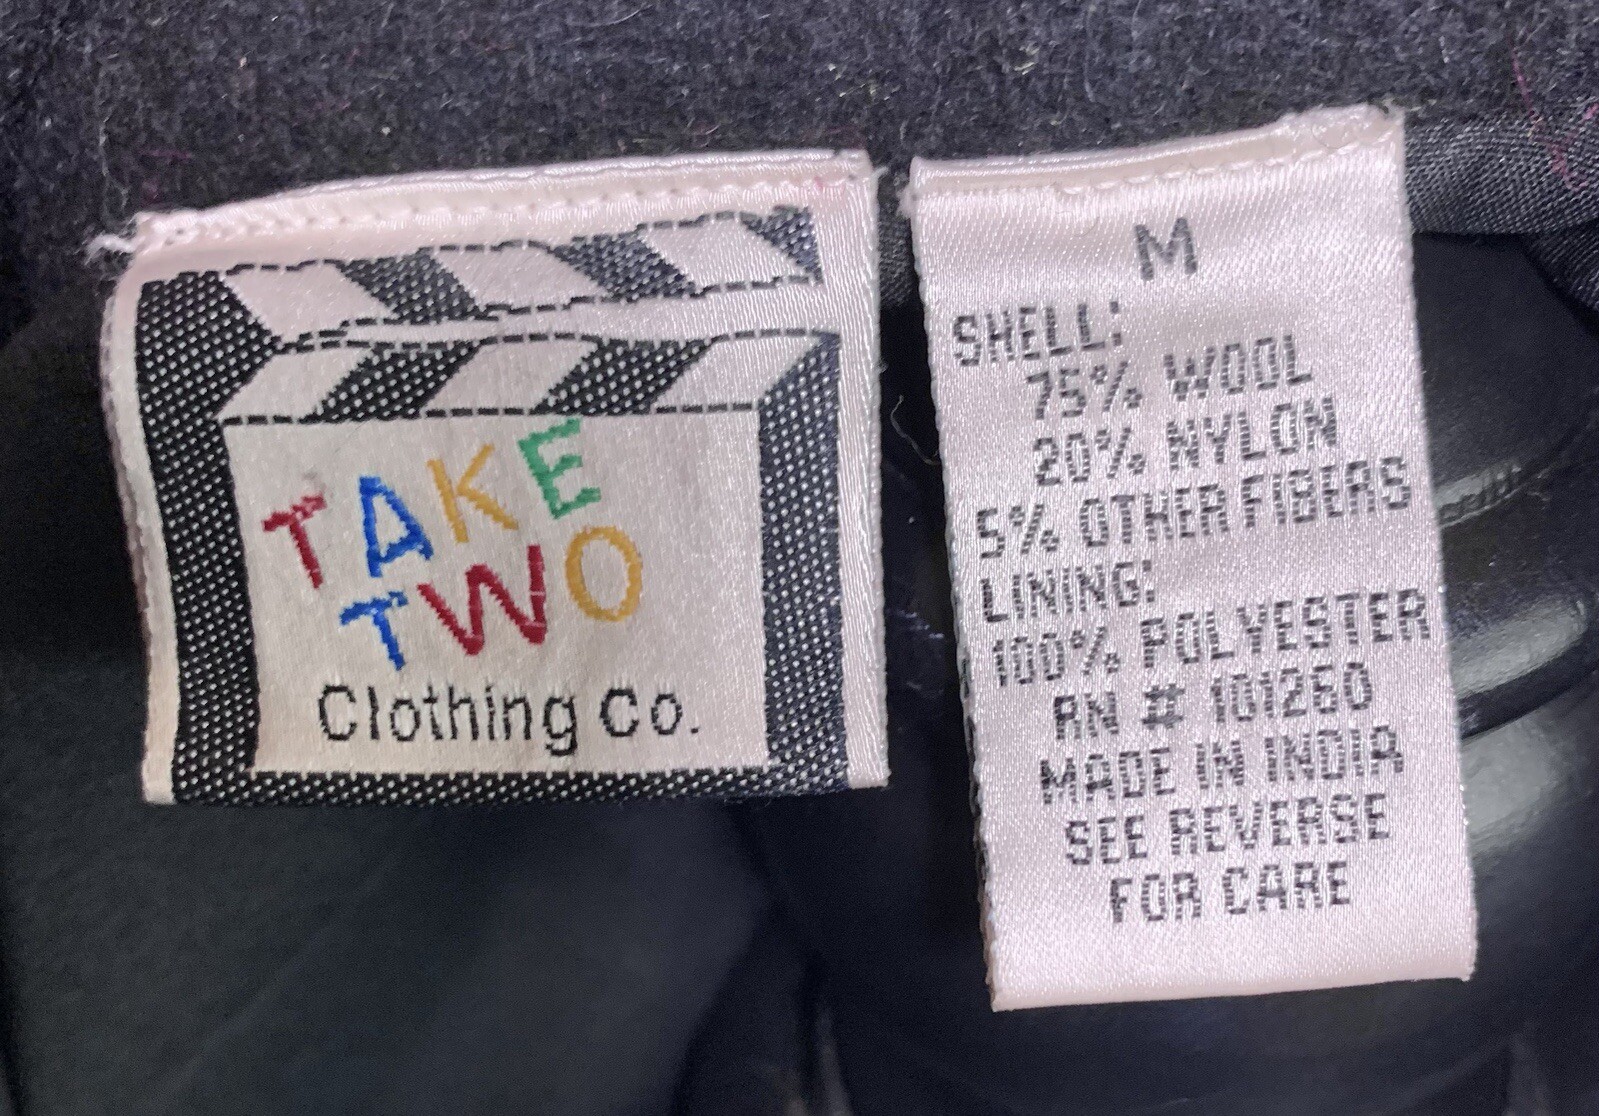 TAKE
TWO
Clothing Co.
M
SHELL:
75% WOOL
20% NYLON
5% OTHER FIBERS
LINING:
100% POLYESTER
RN # 101260
MADE IN INDIA
SEE REVERSE
FOR CARE